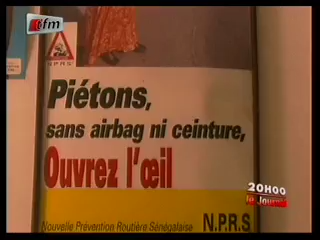 tfm
N P R S
Piétons,
sans airbag ni ceinture,
Ouvrez l'œil
20H00
le Journal
Nouvelle Prévention Routière Sénégalaise N.P.R.S